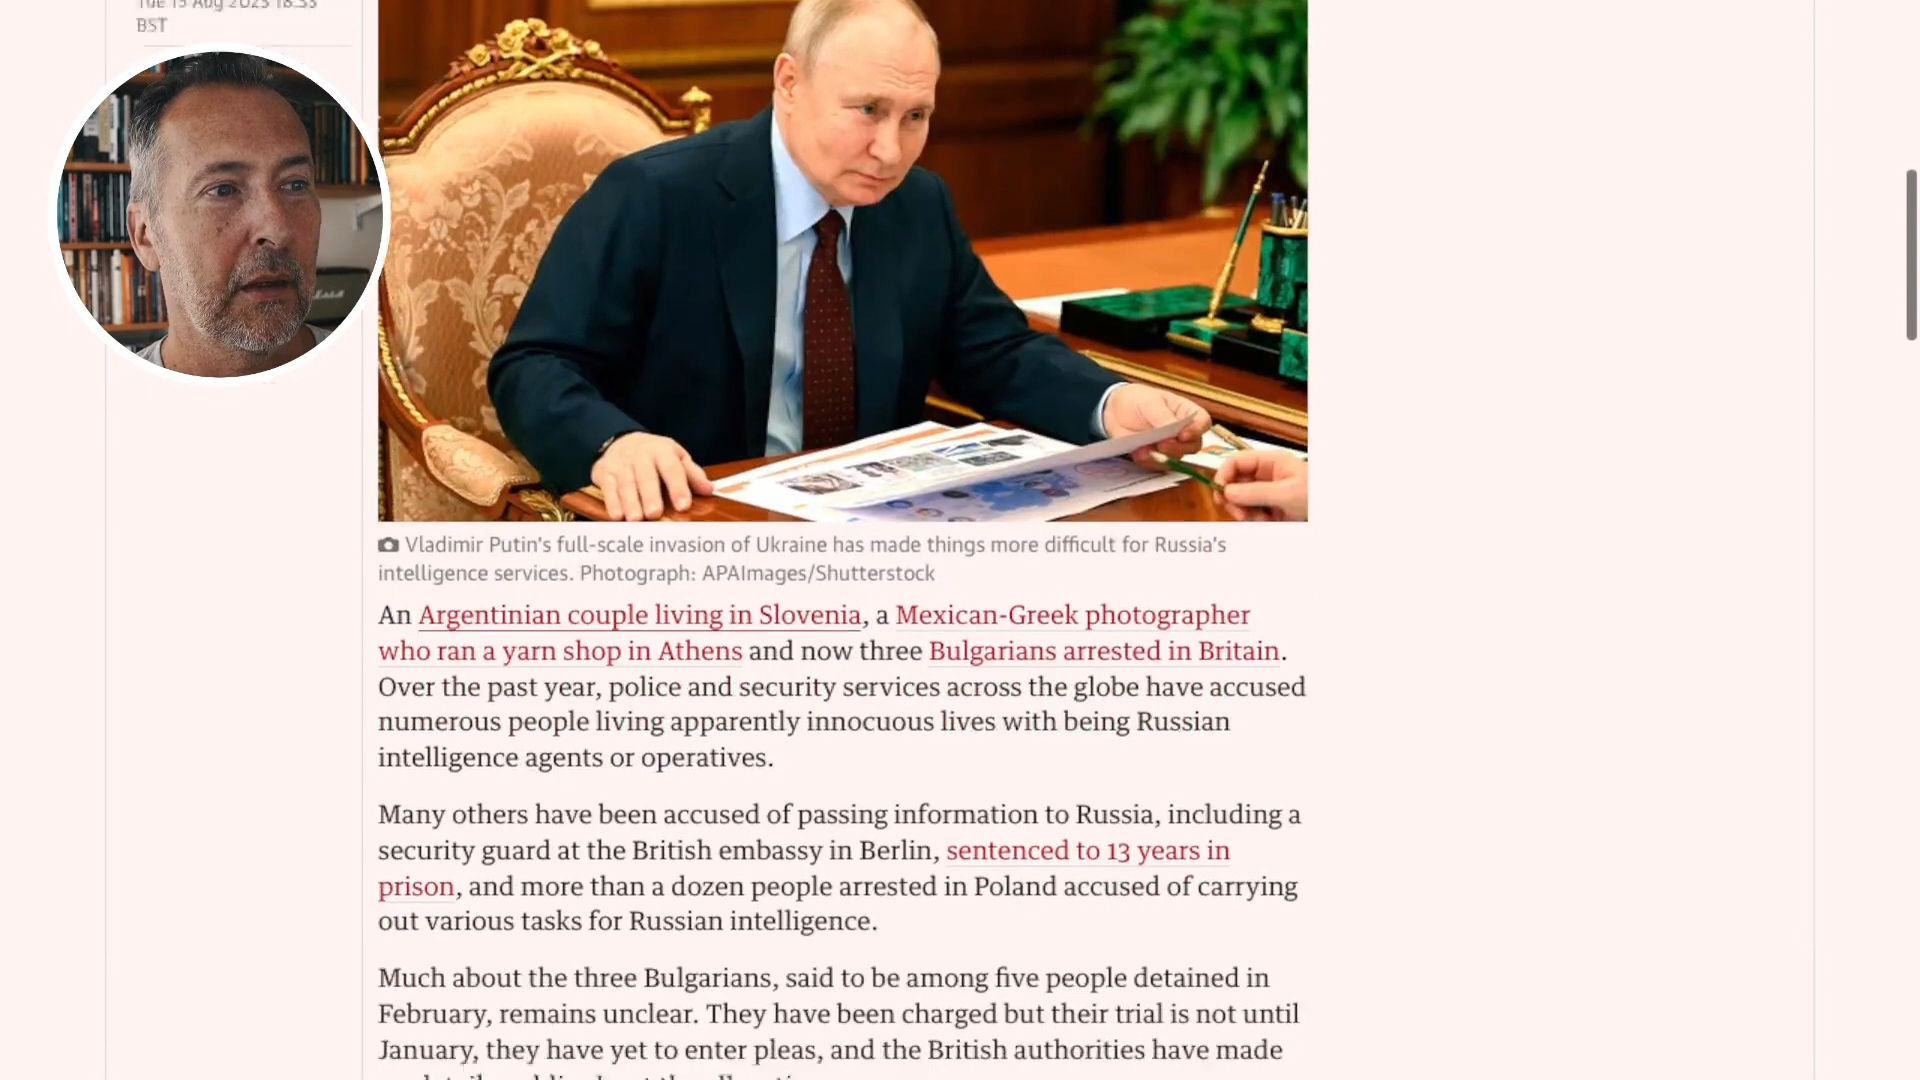 Tue 15 Aug 2023 18.33
BST
Vladimir Putin's full-scale invasion of Ukraine has made things more difficult for Russia's
intelligence services. Photograph: APAImages/Shutterstock
An Argentinian couple living in Slovenia, a Mexican-Greek photographer
who ran a yarn shop in Athens and now three Bulgarians arrested in Britain.
Over the past year, police and security services across the globe have accused
numerous people living apparently innocuous lives with being Russian
intelligence agents or operatives.
Many others have been accused of passing information to Russia, including a
security guard at the British embassy in Berlin, sentenced to 13 years in
prison, and more than a dozen people arrested in Poland accused of carrying
out various tasks for Russian intelligence.
Much about the three Bulgarians, said to be among five people detained in
February, remains unclear. They have been charged but their trial is not until
January, they have yet to enter pleas, and the British authorities have made